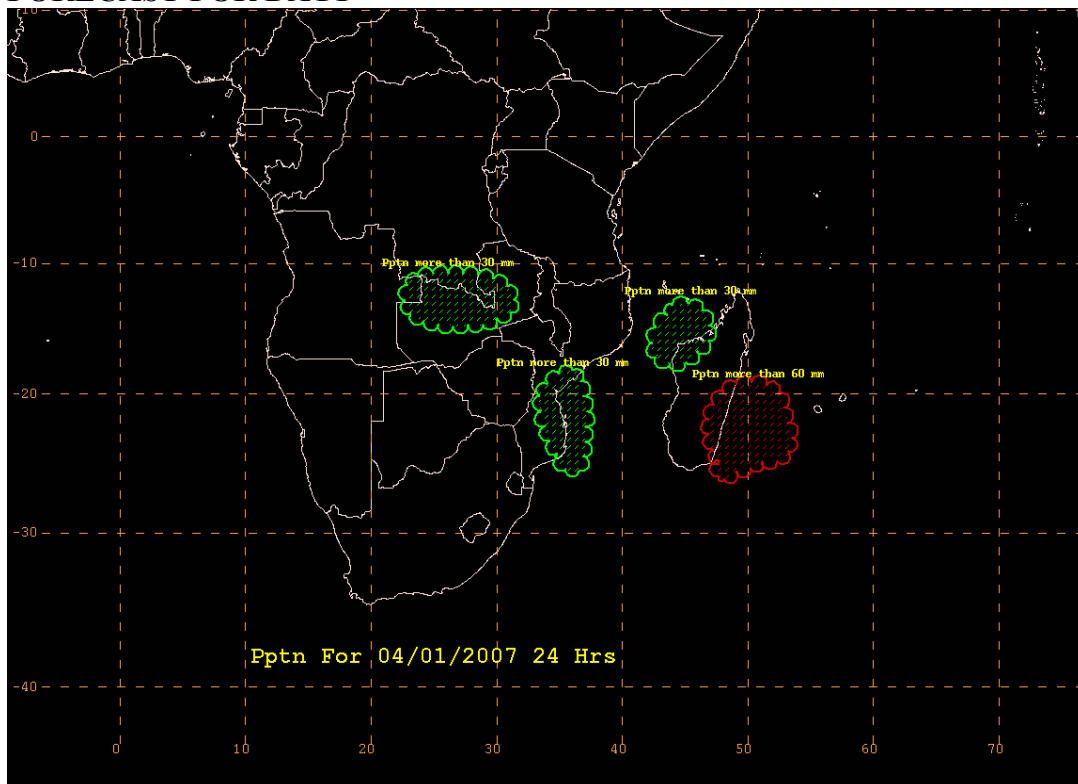 10
0
-10
Pptn more than 30 mm
Pptn more than 30 mm
Pptn more than 30 mm
Pptn more than 60 mm
-20
-30
Pptn For 04/01/2007 24 Hrs
-40
0 10 20 30 40 50 60 70